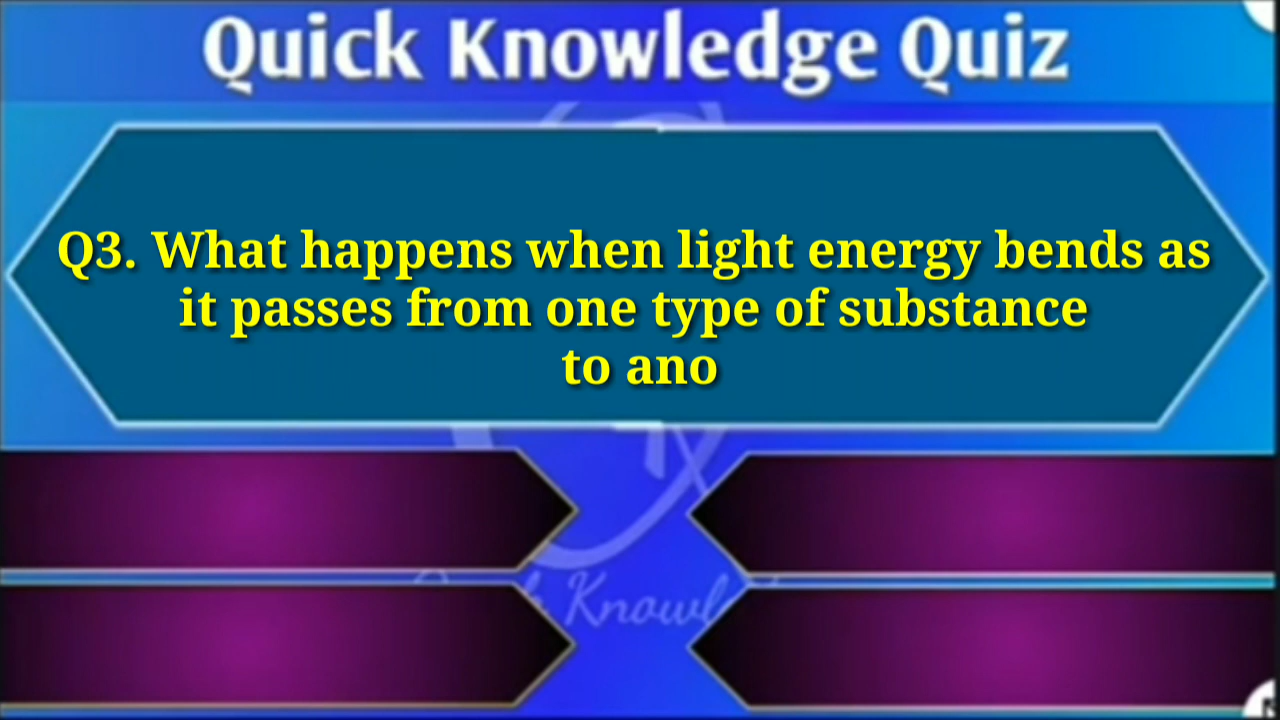 Quick Knowledge Quiz
Q3. What happens when light energy bends as
it passes from one type of substance
to ano